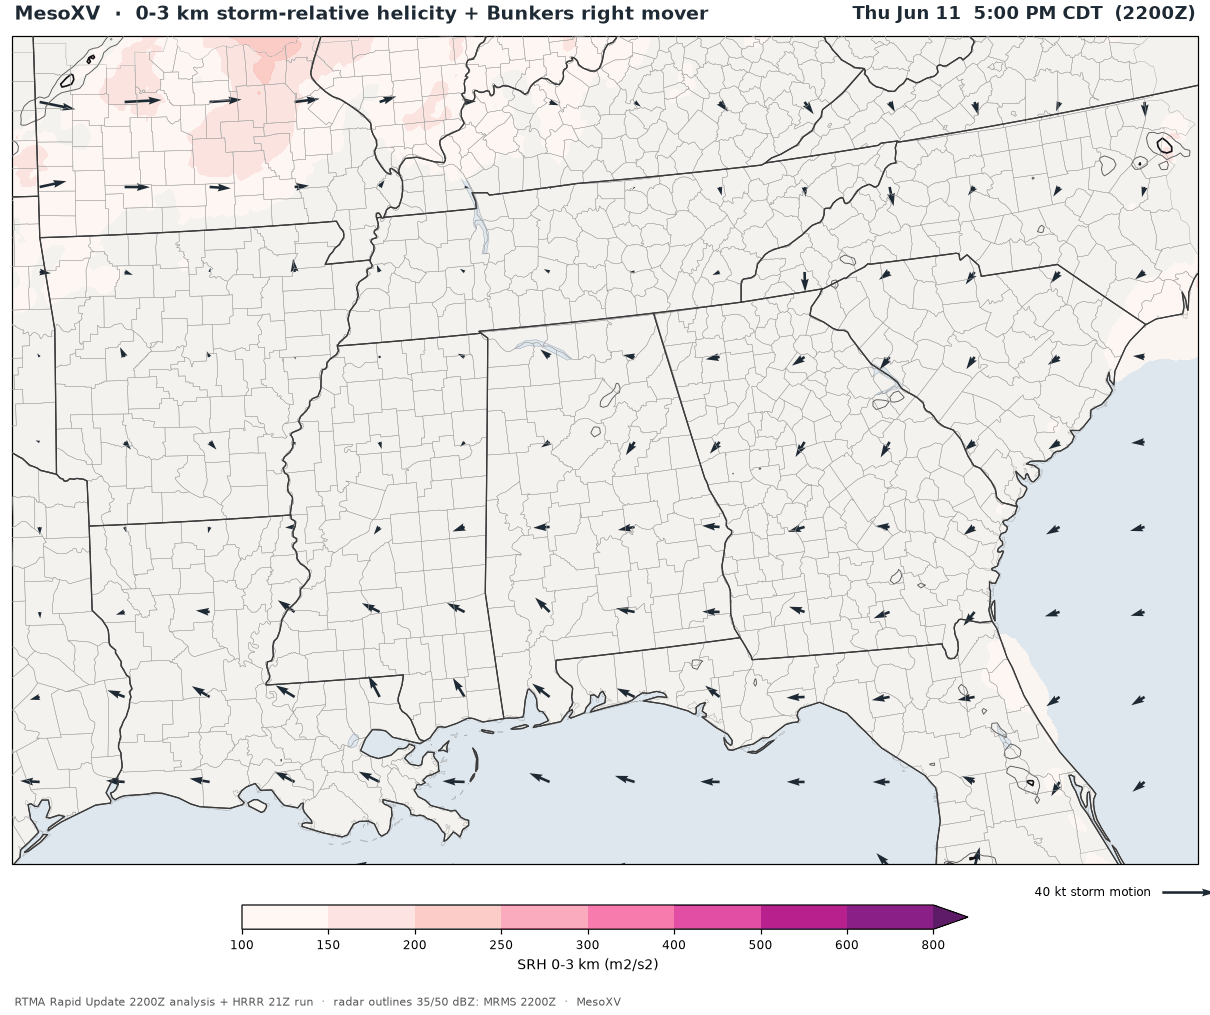 MesoXV · 0-3 km storm-relative helicity + Bunkers right mover
Thu Jun 11 5:00 PM CDT (2200Z)
40 kt storm motion
100 150 200 250 300 400 500 600 800
SRH 0-3 km (m2/s2)
RTMA Rapid Update 2200Z analysis + HRRR 21Z run · radar outlines 35/50 dBZ: MRMS 2200Z · MesoXV